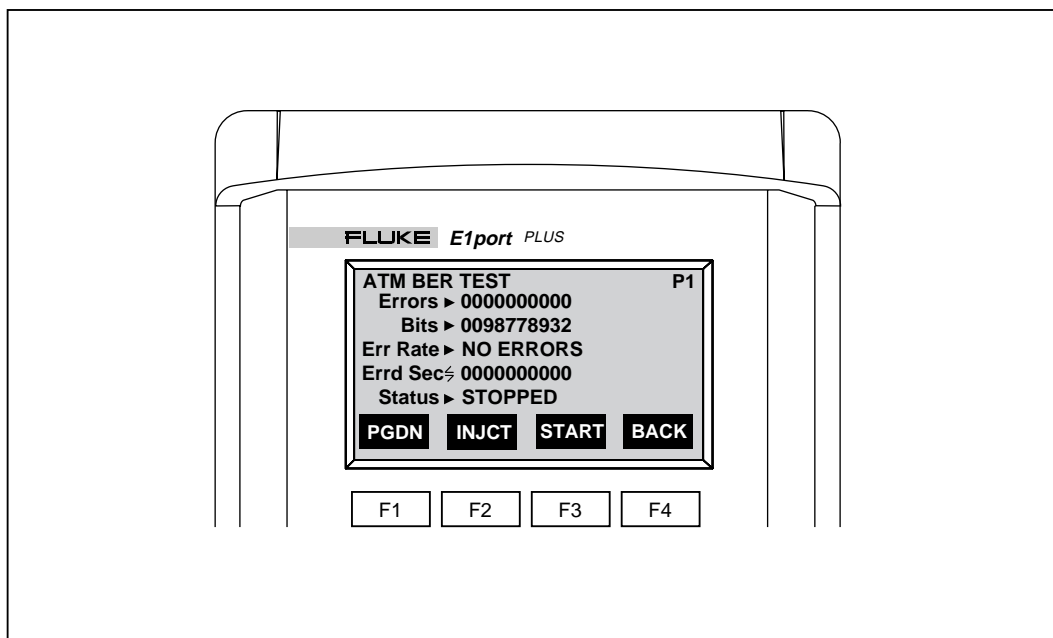 FLUKE E1port PLUS
ATM BER TEST P1
Errors ► 0000000000
Bits ► 0098778932
Err Rate ► NO ERRORS
Errd Sec 0000000000
Status ► STOPPED
PGDN INJCT START BACK
F1 F2 F3 F4